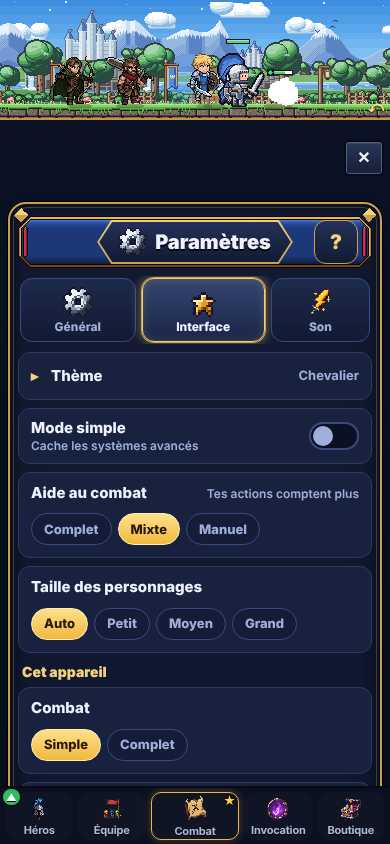 ×
Paramètres
?
Général
Interface
Son
Thème
Chevalier
Mode simple
Cache les systèmes avancés
Aide au combat
Tes actions comptent plus
Complet
Mixte
Manuel
Taille des personnages
Auto
Petit
Moyen
Grand
Cet appareil
Combat
Simple
Complet
Héros
Équipe
Combat
Invocation
Boutique